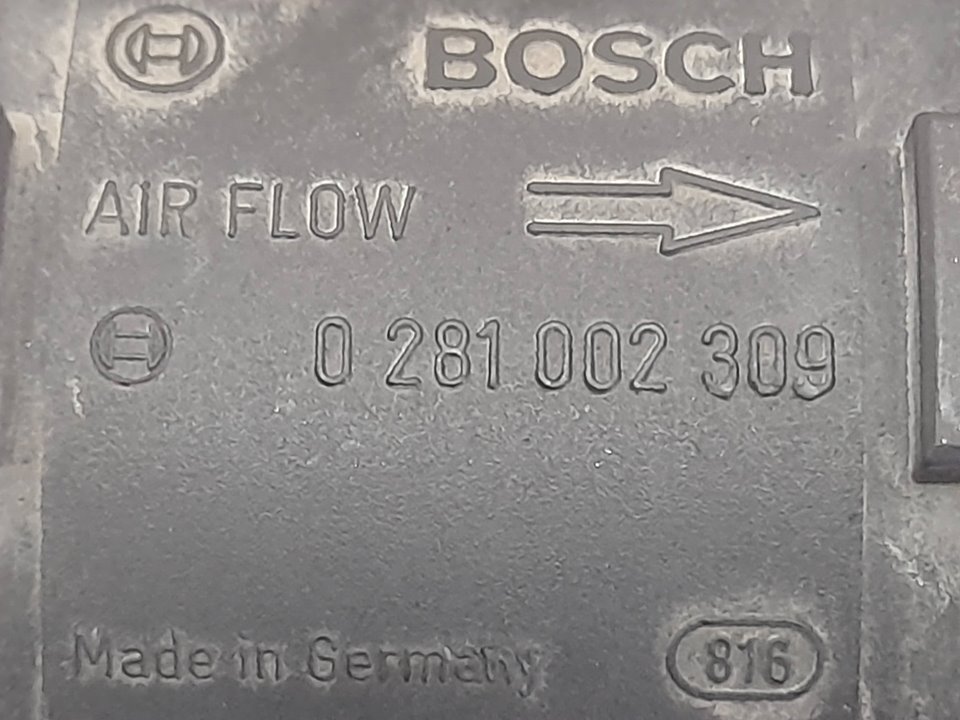 BOSCH
AiR FLOW
0 281 002 309
Made in Germany
816